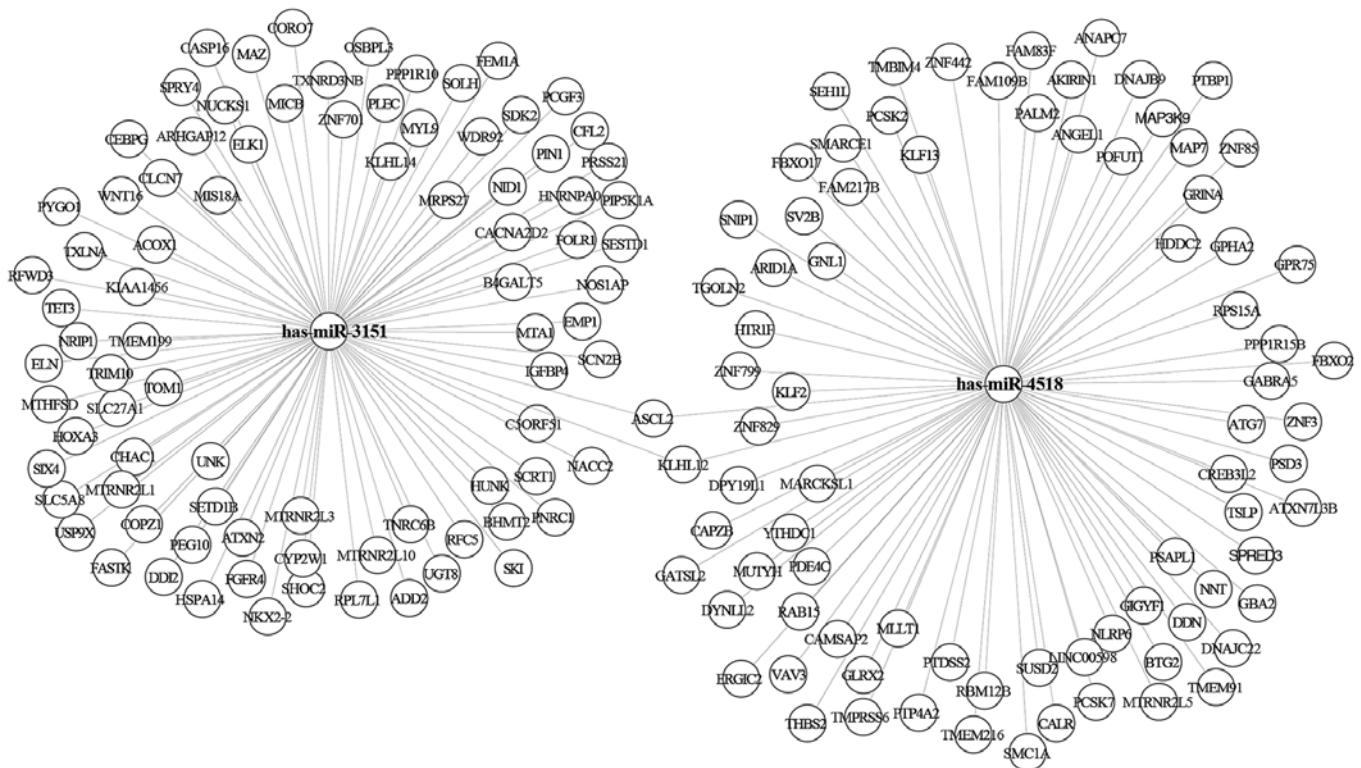 CORO7
CASP16
MAZ
OSBPL3
FEM1A
SPRY4
NUCKS1
MICB
TXNRD3NB
PPP1R10
SOLH
PCGF3
ZNF701
PLEC
SDK2
CEBPG
ARHGAP12
ELK1
MYL9
WDR92
CFL2
KLHL14
PIN1
PRSS21
CLCN7
MIS18A
NID1
HNRNPA0
PIP5K1A
PYGO1
WNT16
MRPS27
TXLNA
ACOX1
CACNA2D2
FOLR1
SESTD1
RFWD3
KIAA1456
B4GALT5
NOS1AP
TET3
has-miR-3151
EMP1
NRIP1
TMEM199
MTA1
ELN
SCN2B
TRIM10
IGFBP4
TOM1
MTHFSD
SLC27A1
HOXA3
C5ORF51
ASCL2
SIX4
CHAC1
UNK
NACC2
KLHL12
SLC5A8
MTRNR2L1
HUNK
SCRT1
USP9X
COPZ1
SETD1B
MTRNR2L3
TNRC6B
BHMT2
PNRC1
PEG10
ATXN2
RFC5
FASTK
CYP2W1
MTRNR2L10
SKI
DDI2
FGFR4
UGT8
HSPA14
SHOC2
RPL7L1
ADD2
NKX2-2
ANAPC7
FAM83F
TMBIM4
ZNF442
SEH1L
FAM109B
AKIRIN1
DNAJB9
PTBP1
PCSK2
PALM2
MAP3K9
SMARCE1
KLF13
ANGEL1
POFUT1
MAP7
ZNF85
FBXO17
FAM217B
GRINA
SNIP1
SV2B
HDDC2
GPHA2
ARID1A
GNL1
GPR75
TGOLN2
RPS15A
HTR1F
PPP1R15B
FBXO2
ZNF799
has-miR-4518
GABRA5
KLF2
ZNF829
ATG7
ZNF3
DPY19L1
MARCKSL1
CREB3L2
PSD3
CAPZB
YTHDC1
TSLP
ATXN7L3B
GATSL2
MUTYH
PDE4C
PSAPL1
SPRED3
DYNLL2
RAB15
NNT
GBA2
GIGYF1
CAMSAP2
MLLT1
NLRP6
DDN
DNAJC22
ERGIC2
VAV3
GLRX2
PTDSS2
SUSD2
LINC00598
BTG2
THBS2
TMPRSS6
PTP4A2
RBM12B
PCSK7
MTRNR2L5
TMEM91
TMEM216
CALR
SMC1A